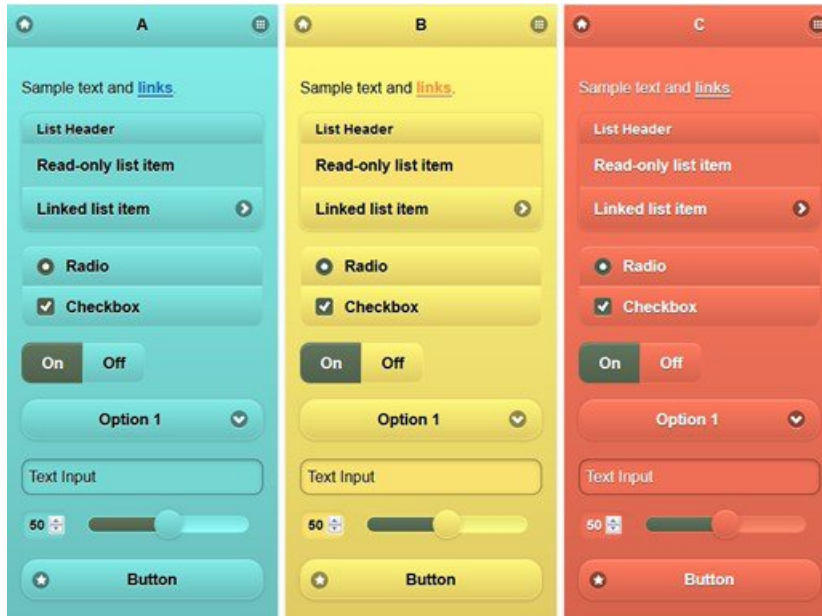 A
Sample text and links.
List Header
Read-only list item
Linked list item
Radio
Checkbox
On Off
Option 1
Text Input
50
Button
B
Sample text and links.
List Header
Read-only list item
Linked list item
Radio
Checkbox
On Off
Option 1
Text Input
50
Button
C
Sample text and links.
List Header
Read-only list item
Linked list item
Radio
Checkbox
On Off
Option 1
Text Input
50
Button